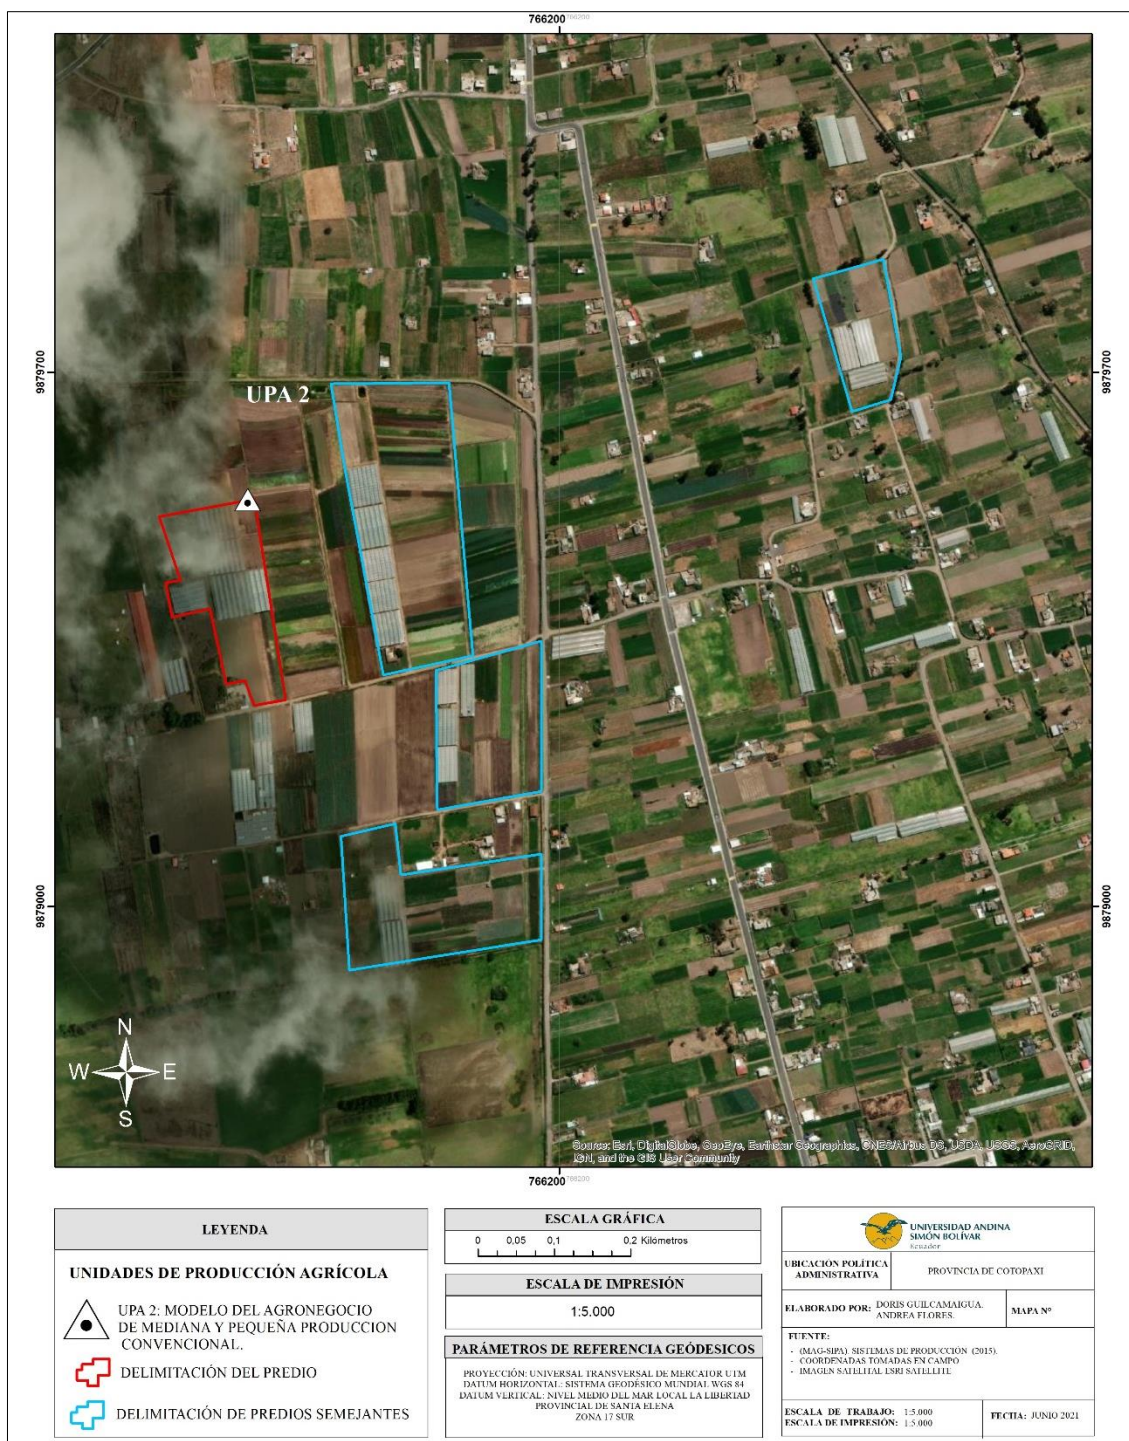 766200
766200
9879700
9879700
UPA 2
9879000
9879000
N
W E
S
Source: Esri, DigitalGlobe, GeoEye, Earthstar Geographics, CNES/Airbus DS, USDA, USGS, AeroGRID,
IGN, and the GIS User Community
766200
766200
LEYENDA
UNIDADES DE PRODUCCIÓN AGRÍCOLA
UPA 2: MODELO DEL AGRONEGOCIO
DE MEDIANA Y PEQUEÑA PRODUCCION
CONVENCIONAL.
DELIMITACIÓN DEL PREDIO
DELIMITACIÓN DE PREDIOS SEMEJANTES
ESCALA GRÁFICA
0 0,05 0,1 0,2 Kilómetros
ESCALA DE IMPRESIÓN
1:5.000
PARÁMETROS DE REFERENCIA GEÓDESICOS
PROYECCIÓN: UNIVERSAL TRANSVERSAL DE MERCATOR UTM
DATUM HORIZONTAL: SISTEMA GEODÉSICO MUNDIAL WGS 84
DATUM VERTICAL: NIVEL MEDIO DEL MAR LOCAL LA LIBERTAD
PROVINCIAL DE SANTA ELENA
ZONA 17 SUR
UNIVERSIDAD ANDINA
SIMÓN BOLÍVAR
Ecuador
UBICACIÓN POLÍTICA
ADMINISTRATIVA
PROVINCIA DE COTOPAXI
ELABORADO POR: DORIS GUILCAMAIGUA.
ANDREA FLORES.
MAPA Nº
FUENTE:
- (MAG-SIPA). SISTEMAS DE PRODUCCIÓN (2015).
- COORDENADAS TOMADAS EN CAMPO
- IMAGEN SATELITAL ESRI SATELLITE
ESCALA DE TRABAJO: 1:5.000
ESCALA DE IMPRESIÓN: 1:5.000
FECHA: JUNIO 2021